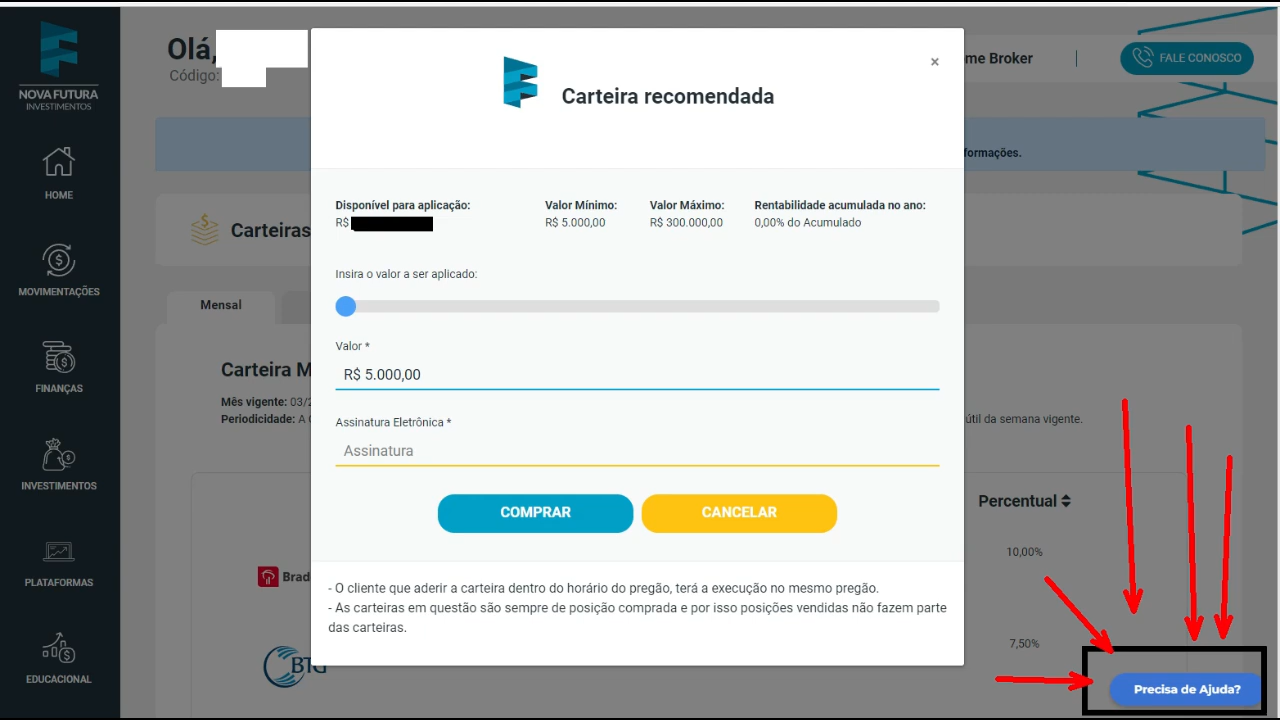 NOVA FUTURA
INVESTIMENTOS
HOME
MOVIMENTAÇÕES
FINANÇAS
INVESTIMENTOS
PLATAFORMAS
EDUCACIONAL
Olá,
Código:
me Broker
FALE CONOSCO
formações.
Carteiras
Mensal
Carteira M
Mês vigente: 03/2
Periodicidade: A
útil da semana vigente.
Percentual
10,00%
Brad
7,50%
BTG
Carteira recomendada
×
Disponível para aplicação: Valor Mínimo: Valor Máximo: Rentabilidade acumulada no ano:
R$ R$ 5.000,00 R$ 300.000,00 0,00% do Acumulado
Insira o valor a ser aplicado:
Valor *
R$ 5.000,00
Assinatura Eletrônica *
Assinatura
COMPRAR CANCELAR
- O cliente que aderir a carteira dentro do horário do pregão, terá a execução no mesmo pregão.
- As carteiras em questão são sempre de posição comprada e por isso posições vendidas não fazem parte
das carteiras.
Precisa de Ajuda?